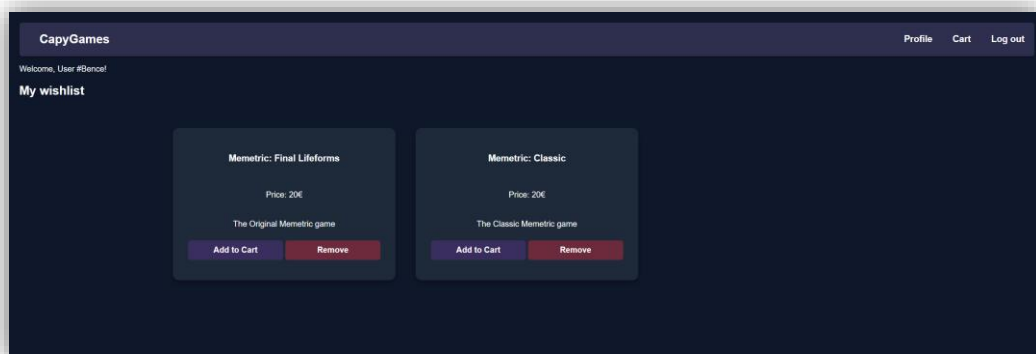 CapyGames Profile Cart Log out
Welcome, User #Bence!
My wishlist
Memetric: Final Lifeforms
Price: 20€
The Original Memetric game
Add to Cart Remove
Memetric: Classic
Price: 20€
The Classic Memetric game
Add to Cart Remove